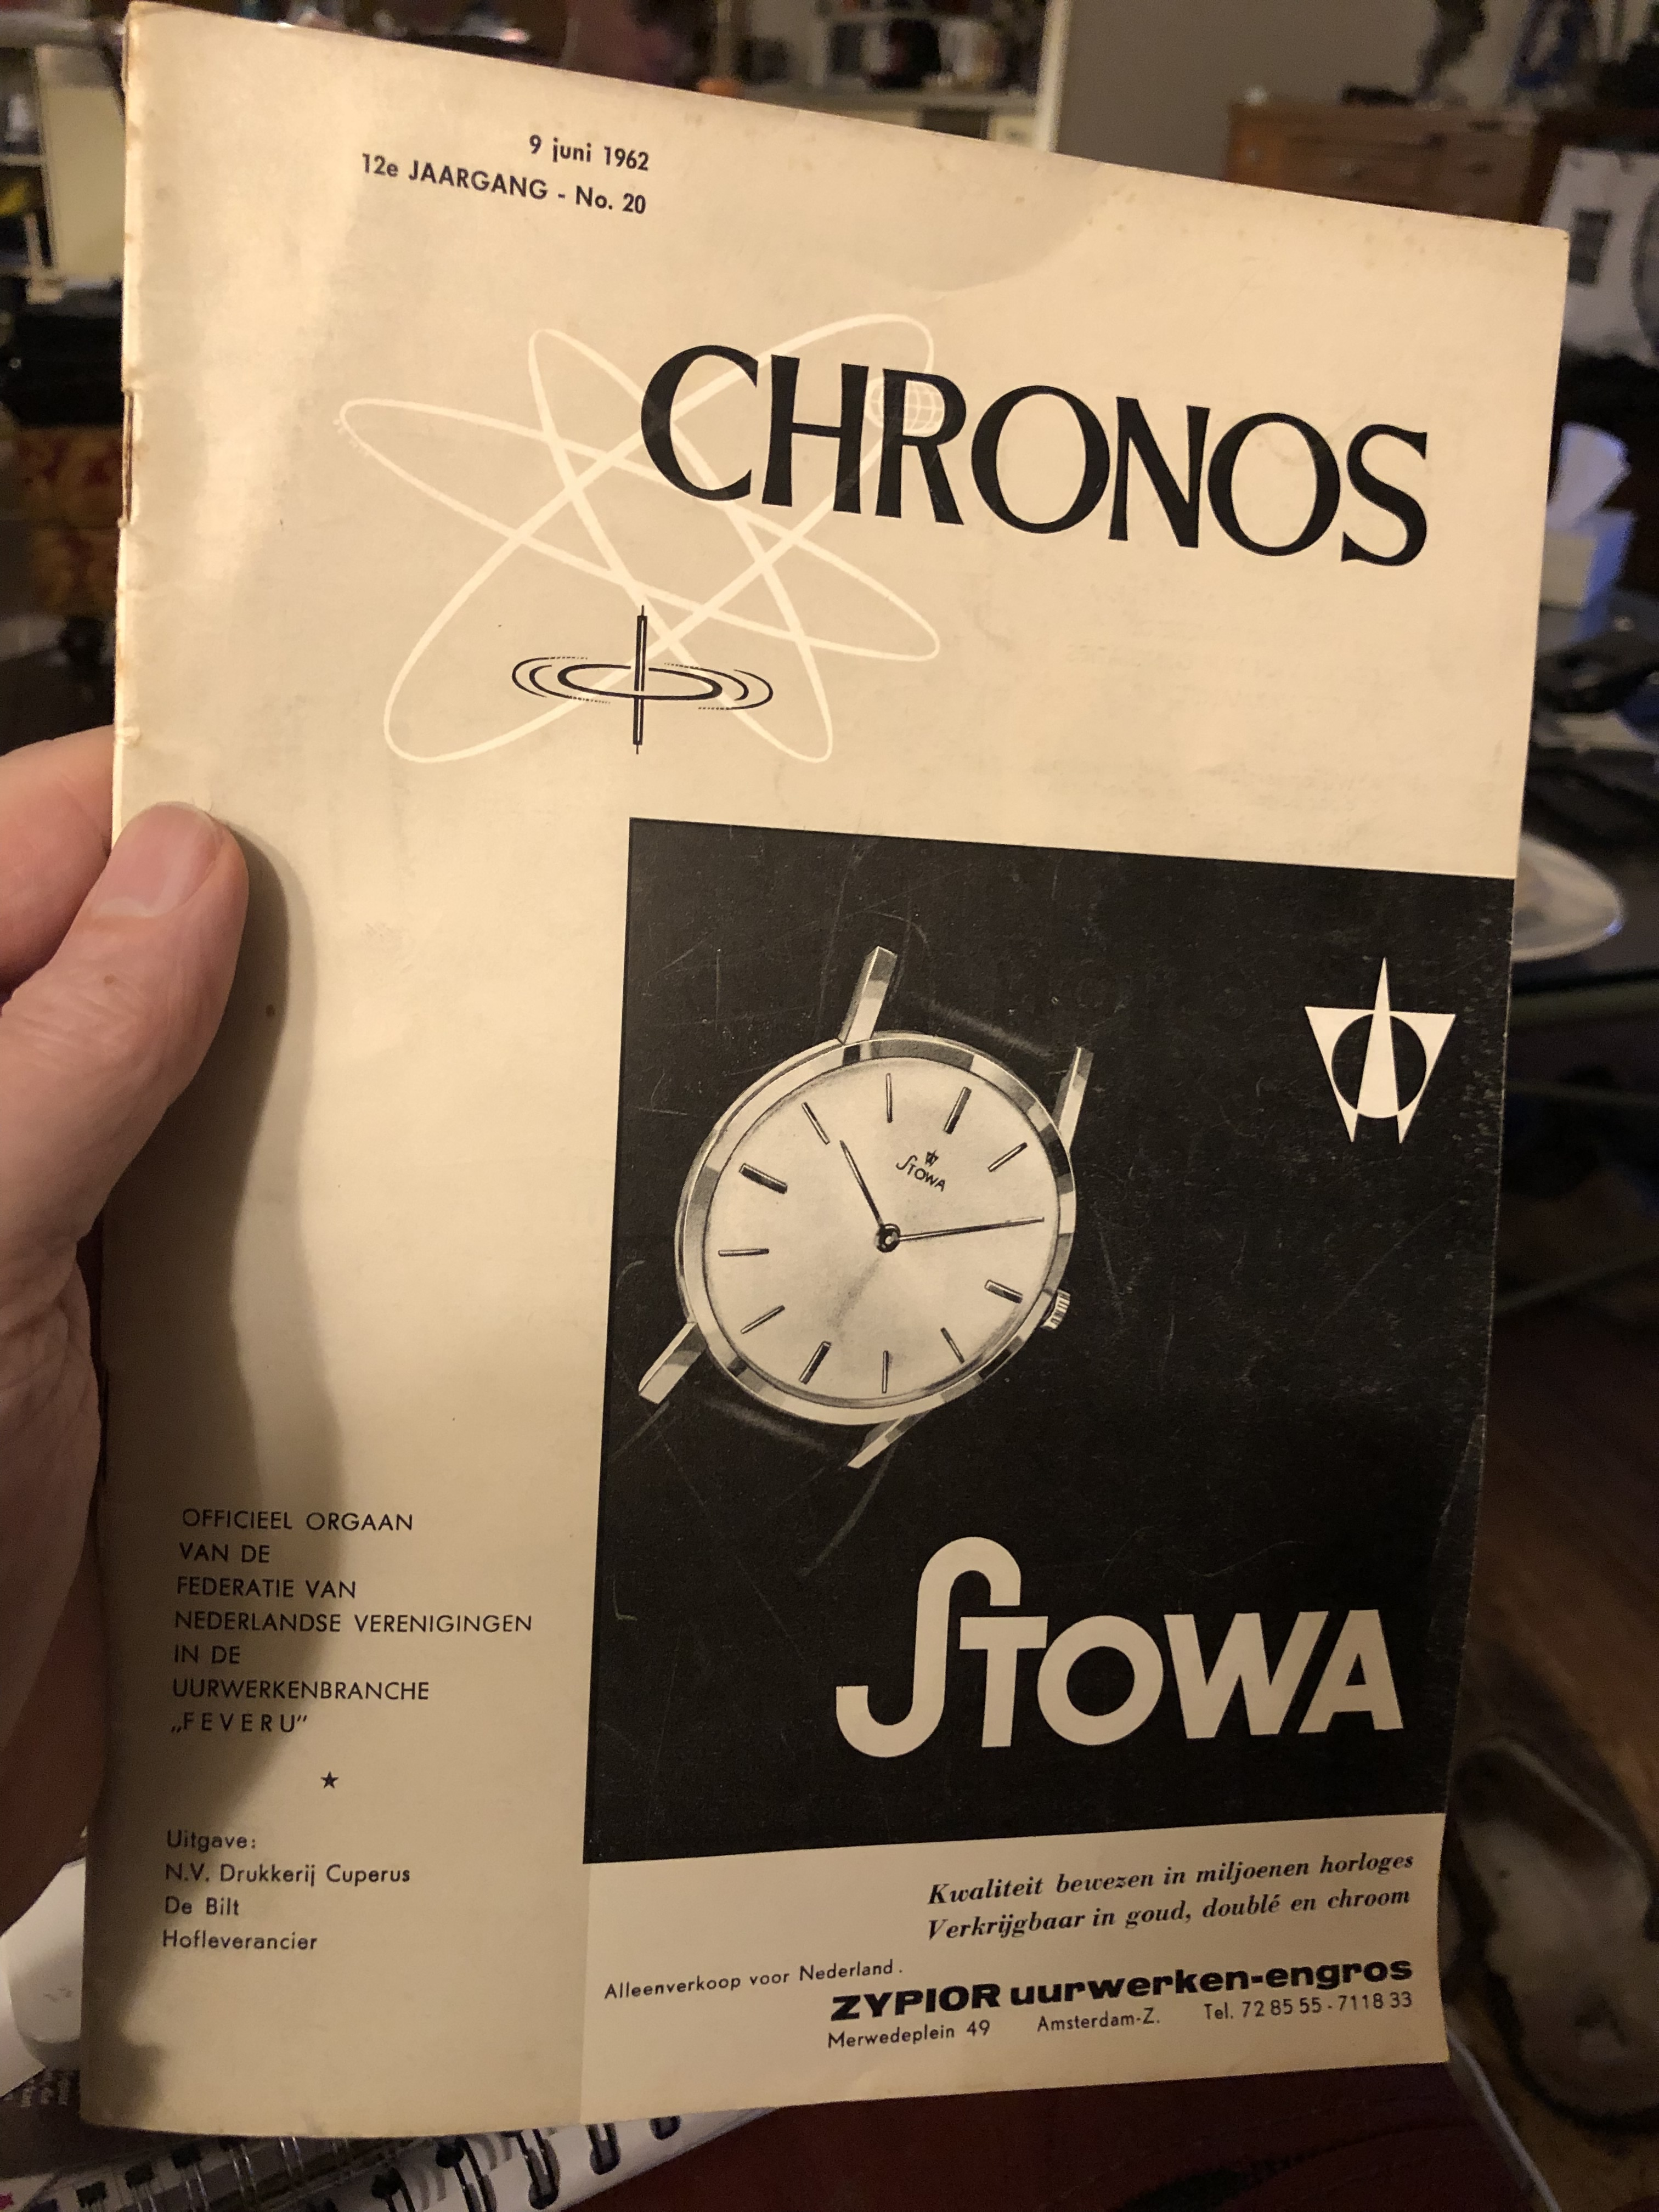 9 juni 1962
12e JAARGANG - No. 20
CHRONOS
STOWA
STOWA
OFFICIEEL ORGAAN
VAN DE
FEDERATIE VAN
NEDERLANDSE VERENIGINGEN
IN DE
UURWERKENBRANCHE
„FEVERU”
Uitgave:
N.V. Drukkerij Cuperus
De Bilt
Hofleverancier
Kwaliteit bewezen in miljoenen horloges
Verkrijgbaar in goud, doublé en chroom
Alleenverkoop voor Nederland.
ZYPIOR uurwerken-engros
Merwedeplein 49 Amsterdam-Z. Tel. 72 85 55 - 71 18 33